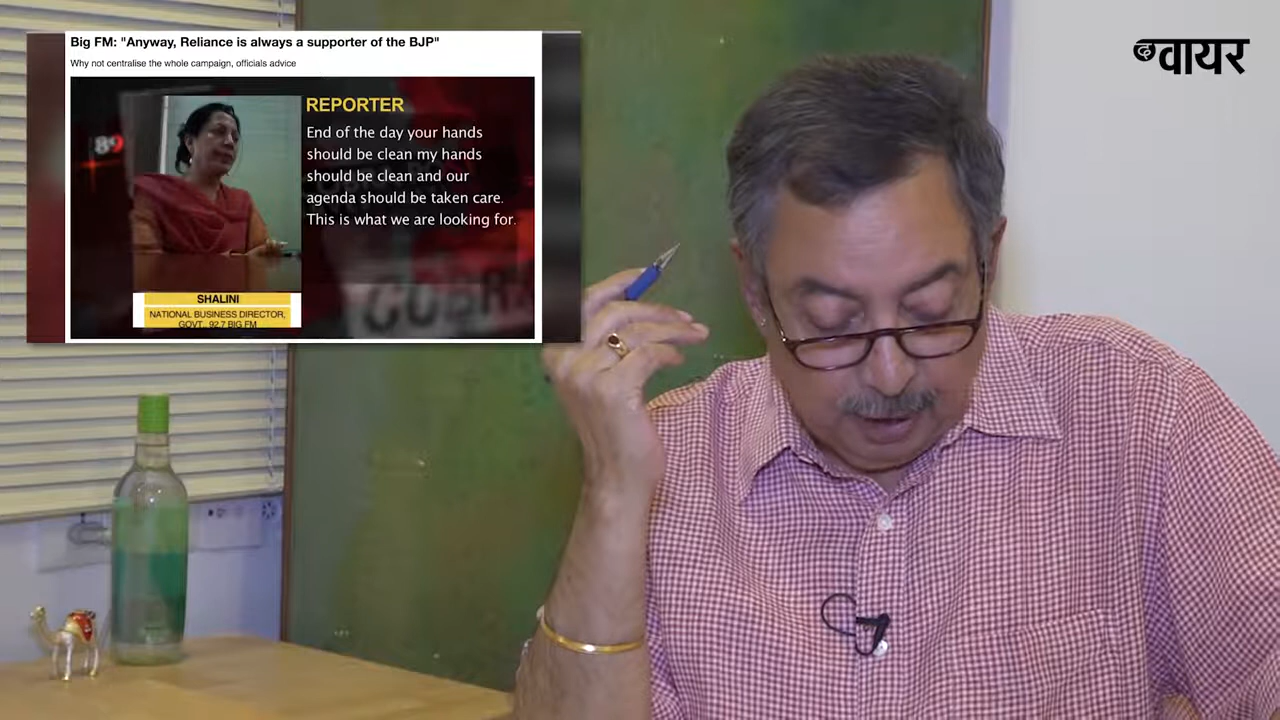 Big FM: "Anyway, Reliance is always a supporter of the BJP"
Why not centralise the whole campaign, officials advice
REPORTER
End of the day your hands
should be clean my hands
should be clean and our
agenda should be taken care.
This is what we are looking for.
SHALINI
NATIONAL BUSINESS DIRECTOR,
GOVT., 92.7 BIG FM
द वायर